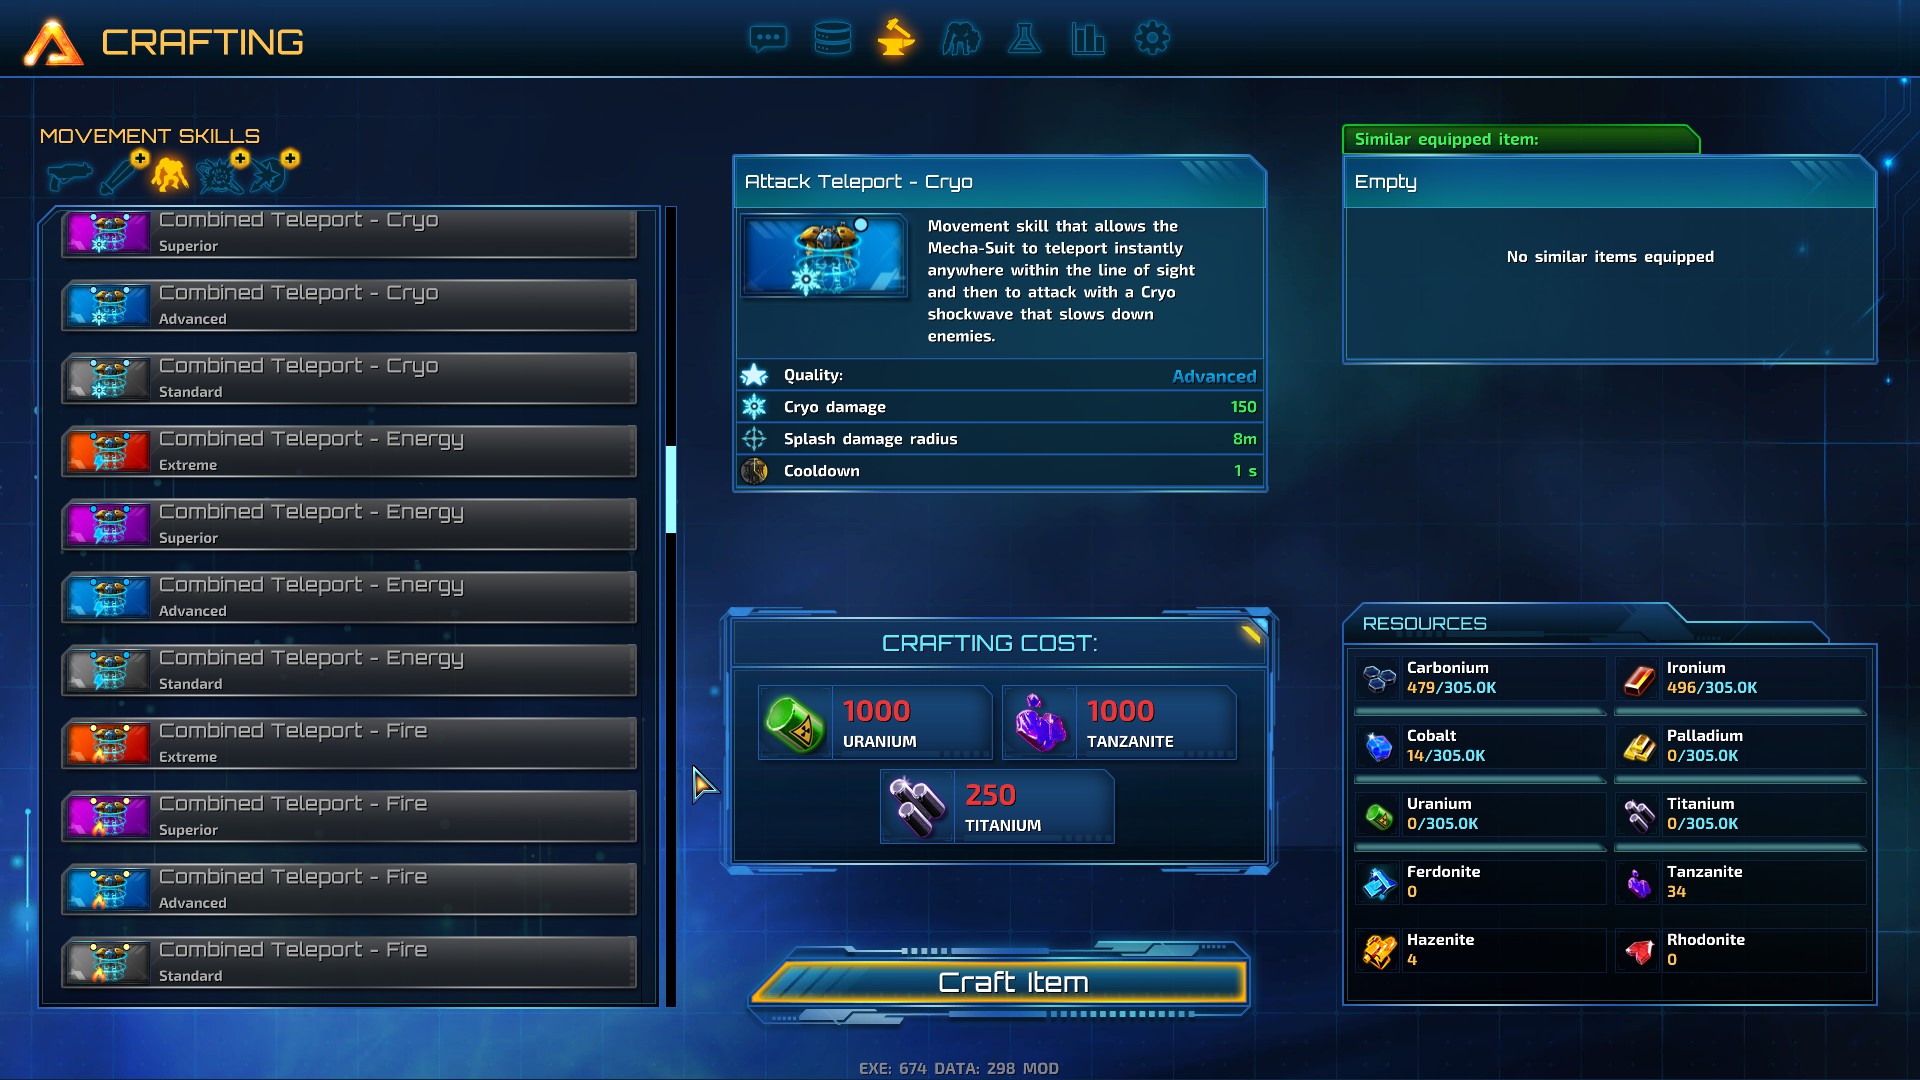 CRAFTING
MOVEMENT SKILLS
Combined Teleport - Cryo
Superior
Combined Teleport - Cryo
Advanced
Combined Teleport - Cryo
Standard
Combined Teleport - Energy
Extreme
Combined Teleport - Energy
Superior
Combined Teleport - Energy
Advanced
Combined Teleport - Energy
Standard
Combined Teleport - Fire
Extreme
Combined Teleport - Fire
Superior
Combined Teleport - Fire
Advanced
Combined Teleport - Fire
Standard
Attack Teleport - Cryo
Movement skill that allows the
Mecha-Suit to teleport instantly
anywhere within the line of sight
and then to attack with a Cryo
shockwave that slows down
enemies.
Quality: Advanced
Cryo damage 150
Splash damage radius 8m
Cooldown 1 s
CRAFTING COST:
1000
URANIUM
1000
TANZANITE
250
TITANIUM
Craft Item
Similar equipped item:
Empty
No similar items equipped
RESOURCES
Carbonium
479/305.0K
Ironium
496/305.0K
Cobalt
14/305.0K
Palladium
0/305.0K
Uranium
0/305.0K
Titanium
0/305.0K
Ferdonite
0
Tanzanite
34
Hazenite
4
Rhodonite
0
EXE: 674 DATA: 298 MOD